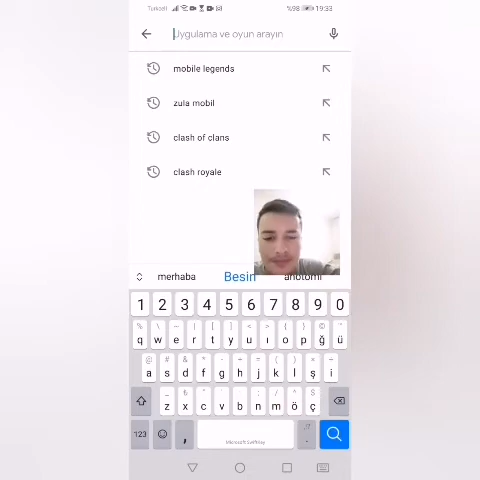 Turkcell %98 19:33
Uygulama ve oyun arayın
mobile legends
zula mobil
clash of clans
clash royale
merhaba Besin anotomi
1 2 3 4 5 6 7 8 9 0
q w e r t y u ı o p ğ ü
a s d f g h j k l ş i
z x c v b n m ö ç
123 , Microsoft SwiftKey .